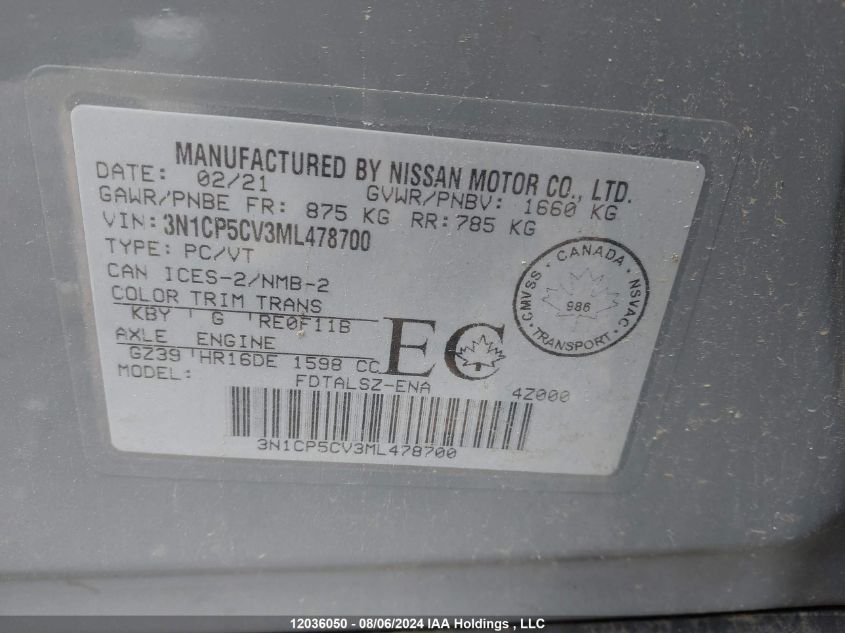 MANUFACTURED BY NISSAN MOTOR CO., LTD.
DATE: 02/21 GVWR/PNBV: 1660 KG
GAWR/PNBE FR: 875 KG RR: 785 KG
VIN: 3N1CP5CV3ML478700
TYPE: PC/VT
CAN ICES-2/NMB-2
COLOR TRIM TRANS
KBY G RE0F11B
AXLE ENGINE
GZ39 HR16DE 1598 CC
MODEL: FDTALSZ-ENA
4Z000
EC
CANADA
CMVSS NSVAC
986
TRANSPORT
3N1CP5CV3ML478700
12036050 - 08/06/2024 IAA Holdings , LLC